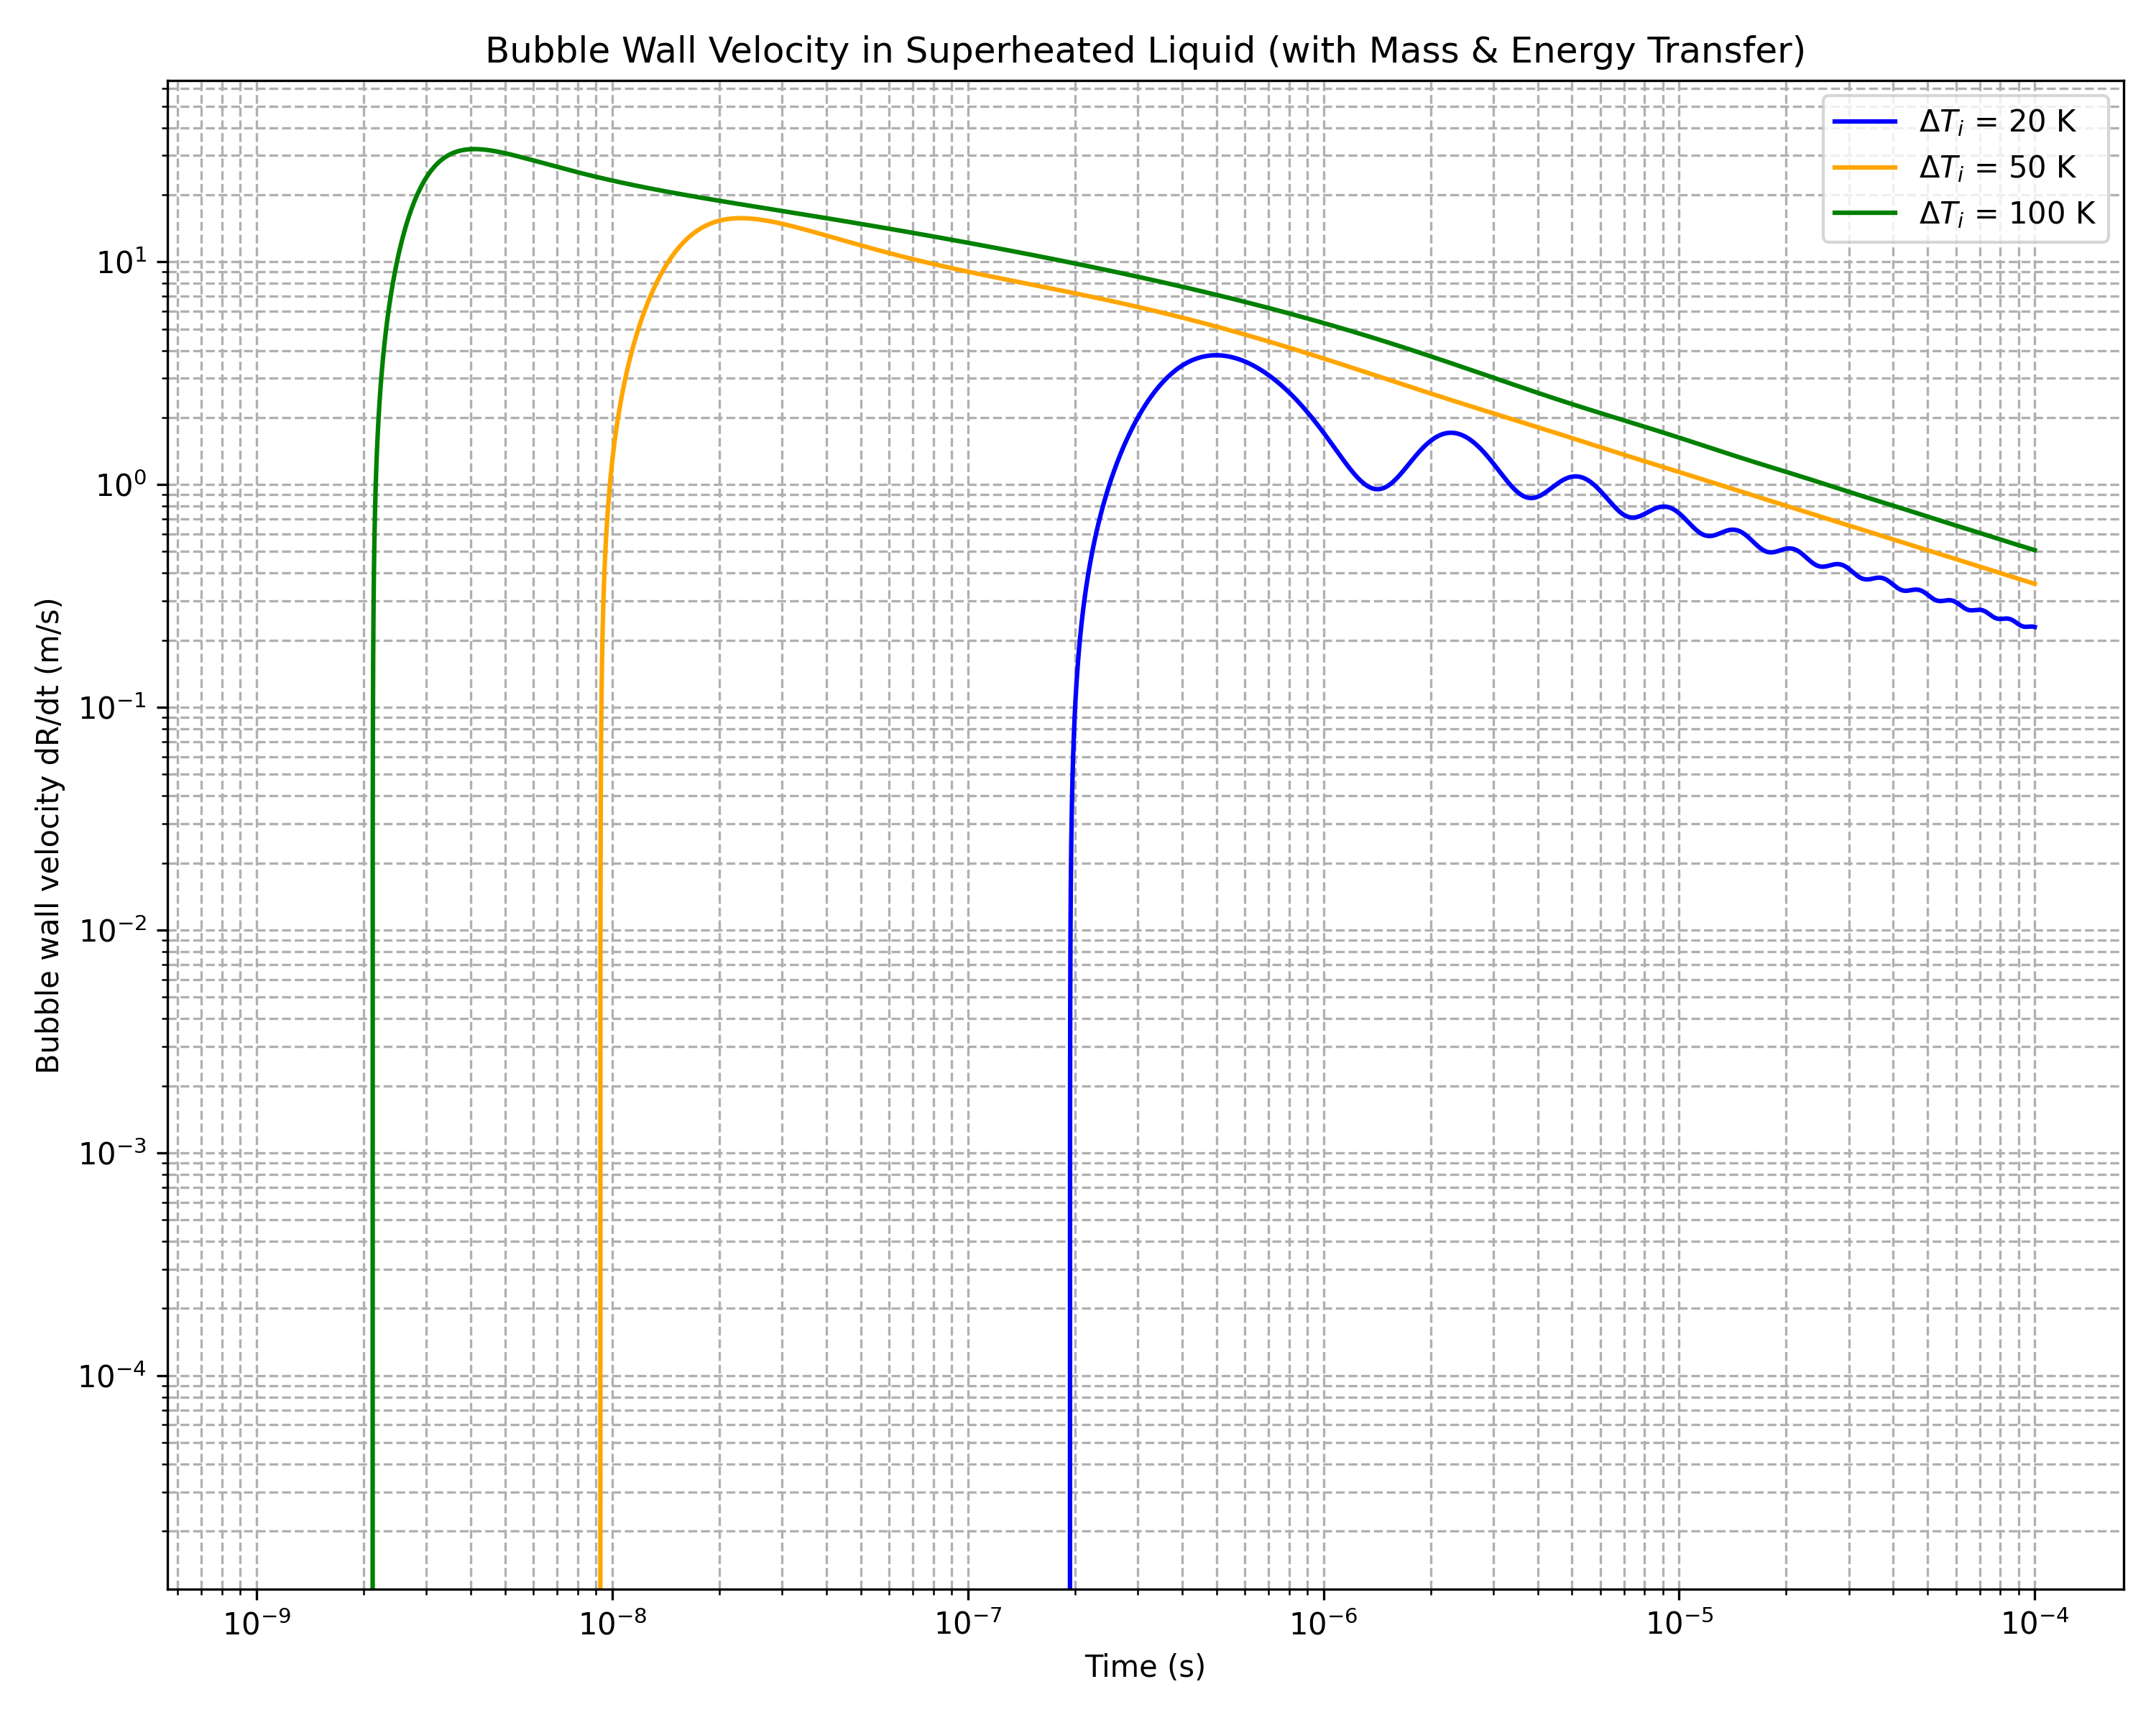 Bubble Wall Velocity in Superheated Liquid (with Mass & Energy Transfer)
ΔTᵢ = 20 K
ΔTᵢ = 50 K
ΔTᵢ = 100 K
Bubble wall velocity dR/dt (m/s)
10¹
10⁰
10⁻¹
10⁻²
10⁻³
10⁻⁴
10⁻⁹ 10⁻⁸ 10⁻⁷ 10⁻⁶ 10⁻⁵ 10⁻⁴
Time (s)